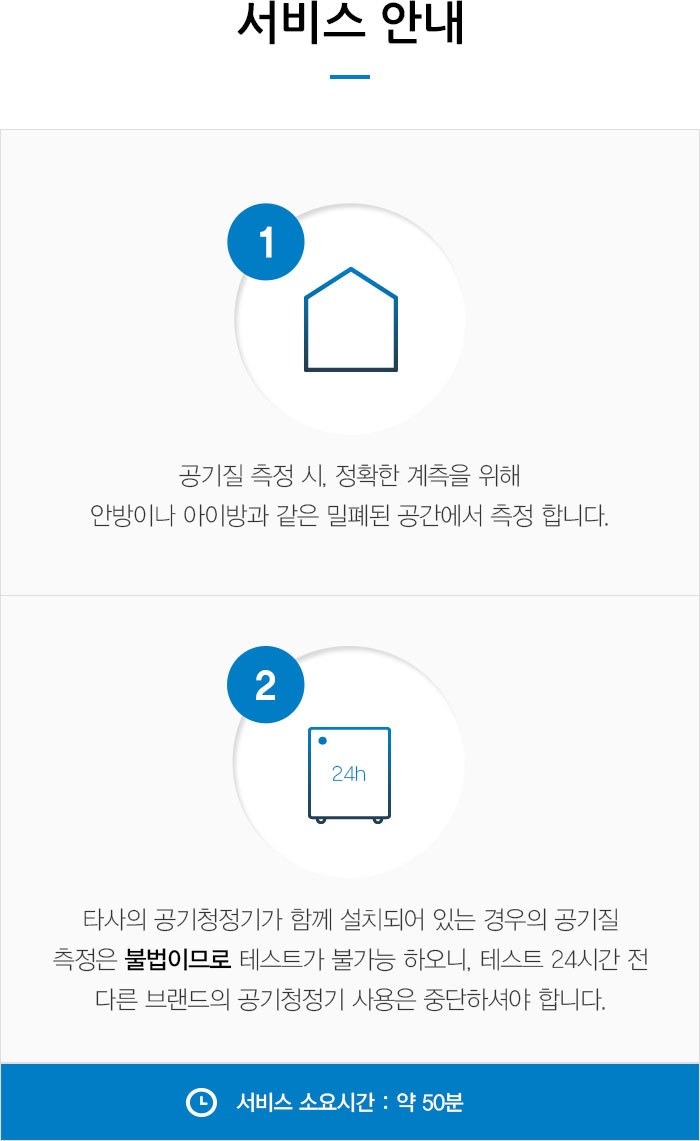 서비스 안내
1
공기질 측정 시, 정확한 계측을 위해
안방이나 아이방과 같은 밀폐된 공간에서 측정 합니다.
2
24h
타사의 공기청정기가 함께 설치되어 있는 경우의 공기질
측정은 불법이므로 테스트가 불가능 하오니, 테스트 24시간 전
다른 브랜드의 공기청정기 사용은 중단하셔야 합니다.
서비스 소요시간 : 약 50분